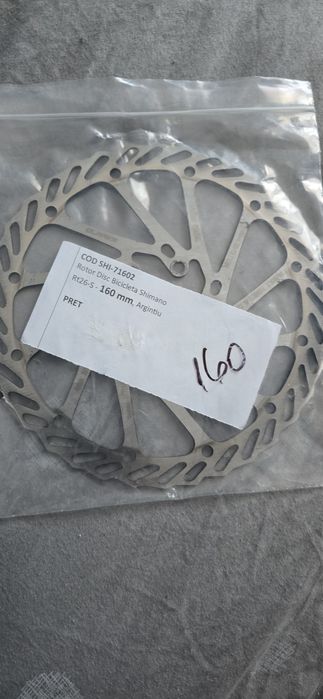 COD SHI-71602
Rotor Disc Bicicleta Shimano
Rt26-S - 160 mm, Argintiu
PRET
160